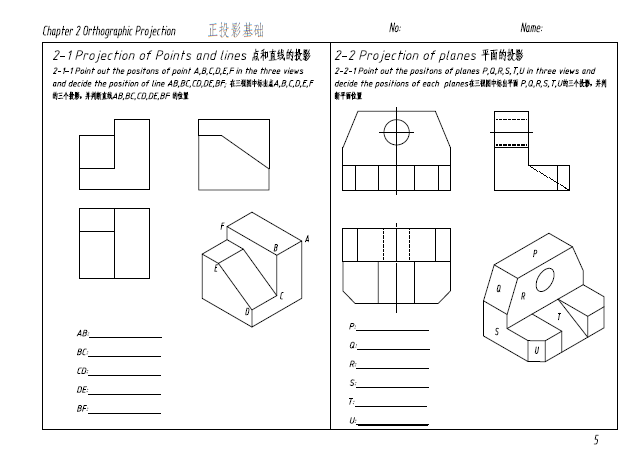 Chapter 2 Orthographic Projection 正投影基础 No: Name:
2-1 Projection of Points and lines 点和直线的投影
2-1-1 Point out the positons of point A,B,C,D,E,F in the three views
and decide the position of line AB,BC,CD,DE,BF; 在三视图中标出点A,B,C,D,E,F
的三个投影，并判断直线AB,BC,CD,DE,BF 的位置
F
A
B
E
C
D
AB:
BC:
CD:
DE:
BF:
2-2 Projection of planes 平面的投影
2-2-1 Point out the positons of planes P,Q,R,S,T,U in three views and
decide the positions of each planes在三视图中标出平面 P,Q,R,S,T,U的三个投影，并判
断平面位置
P
Q
R
S
T
U
P:
Q:
R:
S:
T:
U:
5